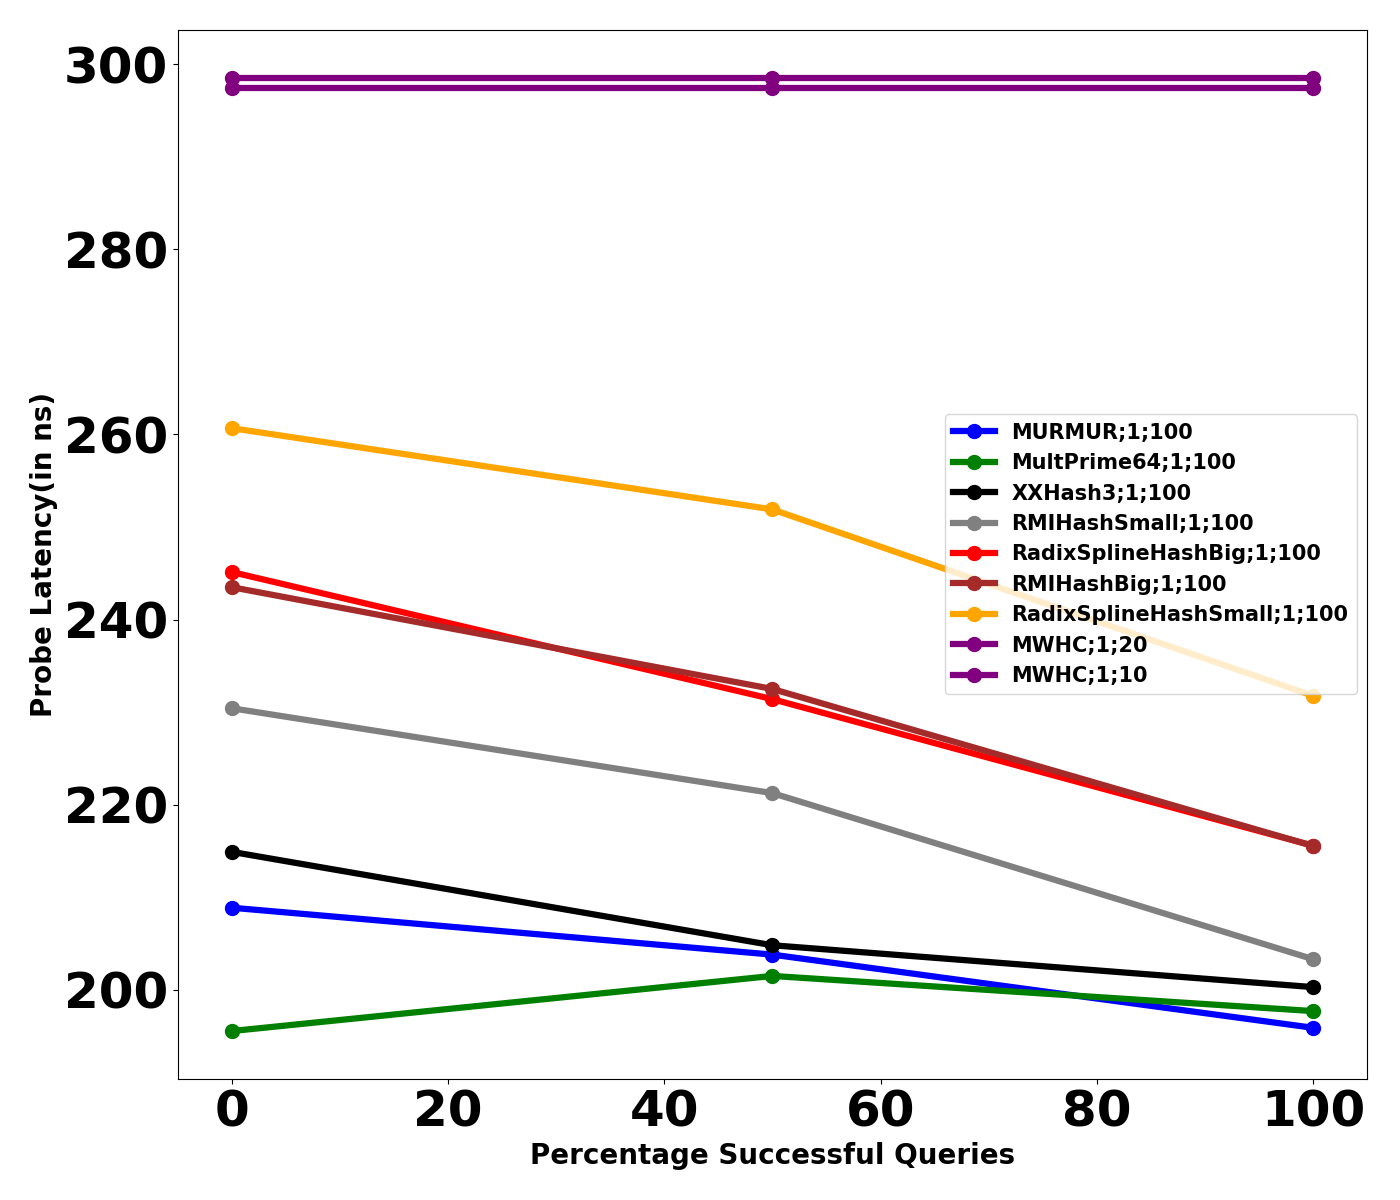 300
280
260
240
220
200
Probe Latency(in ns)
MURMUR;1;100
MultPrime64;1;100
XXHash3;1;100
RMIHashSmall;1;100
RadixSplineHashBig;1;100
RMIHashBig;1;100
RadixSplineHashSmall;1;100
MWHC;1;20
MWHC;1;10
0 20 40 60 80 100
Percentage Successful Queries